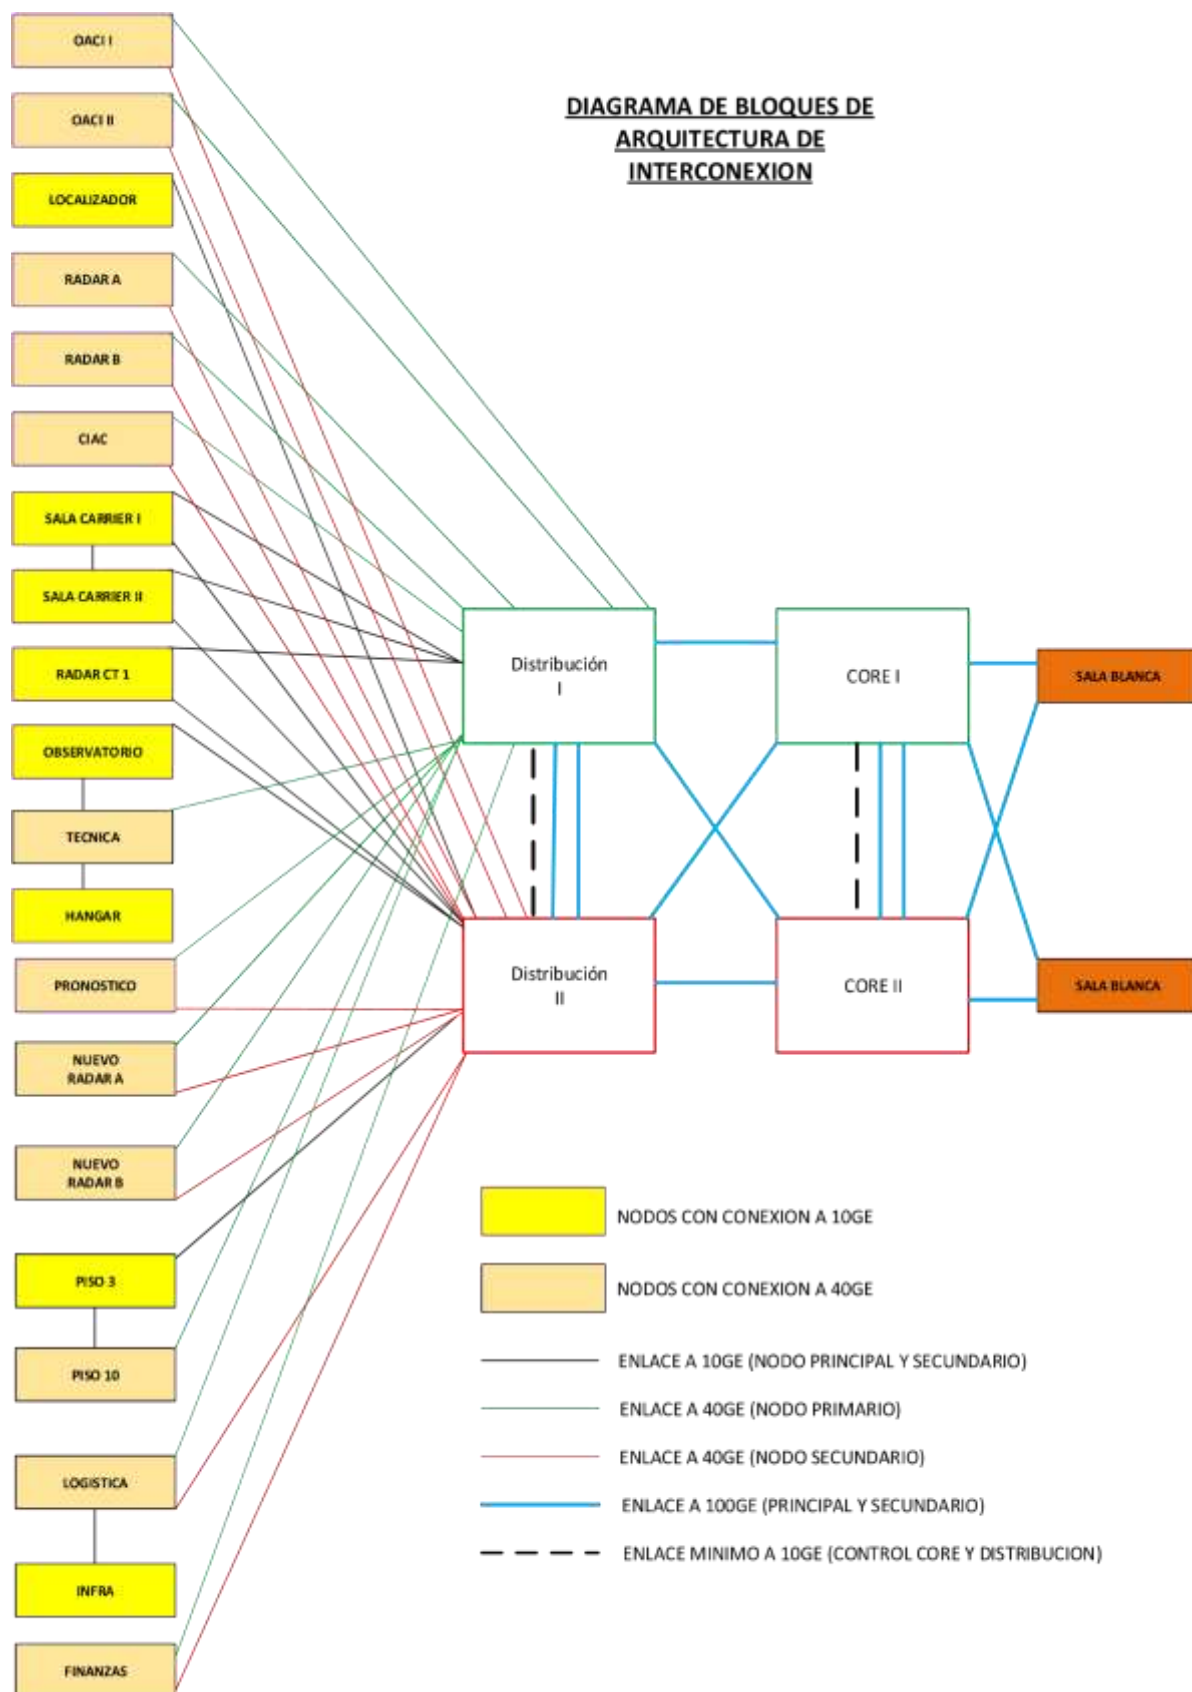 DIAGRAMA DE BLOQUES DE
ARQUITECTURA DE
INTERCONEXION
OACI I
OACI II
LOCALIZADOR
RADAR A
RADAR B
CIAC
SALA CARRIER I
SALA CARRIER II
RADAR CT 1
OBSERVATORIO
TECNICA
HANGAR
PRONOSTICO
NUEVO
RADAR A
NUEVO
RADAR B
PISO 3
PISO 10
LOGISTICA
INFRA
FINANZAS
Distribución
I
CORE I
SALA BLANCA
Distribución
II
CORE II
SALA BLANCA
NODOS CON CONEXION A 10GE
NODOS CON CONEXION A 40GE
ENLACE A 10GE (NODO PRINCIPAL Y SECUNDARIO)
ENLACE A 40GE (NODO PRIMARIO)
ENLACE A 40GE (NODO SECUNDARIO)
ENLACE A 100GE (PRINCIPAL Y SECUNDARIO)
ENLACE MINIMO A 10GE (CONTROL CORE Y DISTRIBUCION)